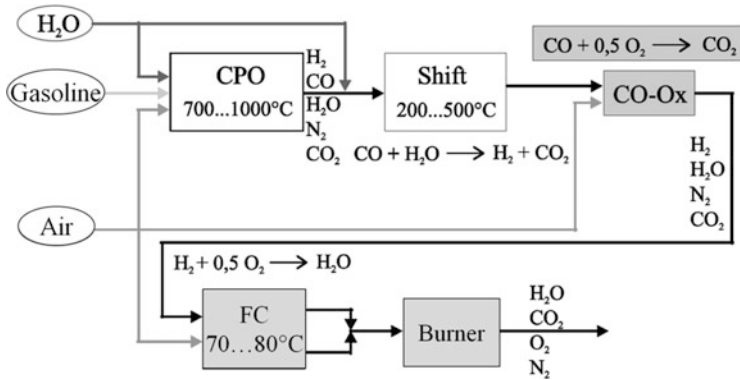 H₂O
Gasoline
Air
CPO
700...1000°C
H₂
CO
H₂O
N₂
CO₂
Shift
200...500°C
CO + H₂O → H₂ + CO₂
CO + 0,5 O₂ → CO₂
CO-Ox
H₂
H₂O
N₂
CO₂
H₂ + 0,5 O₂ → H₂O
FC
70...80°C
Burner
H₂O
CO₂
O₂
N₂